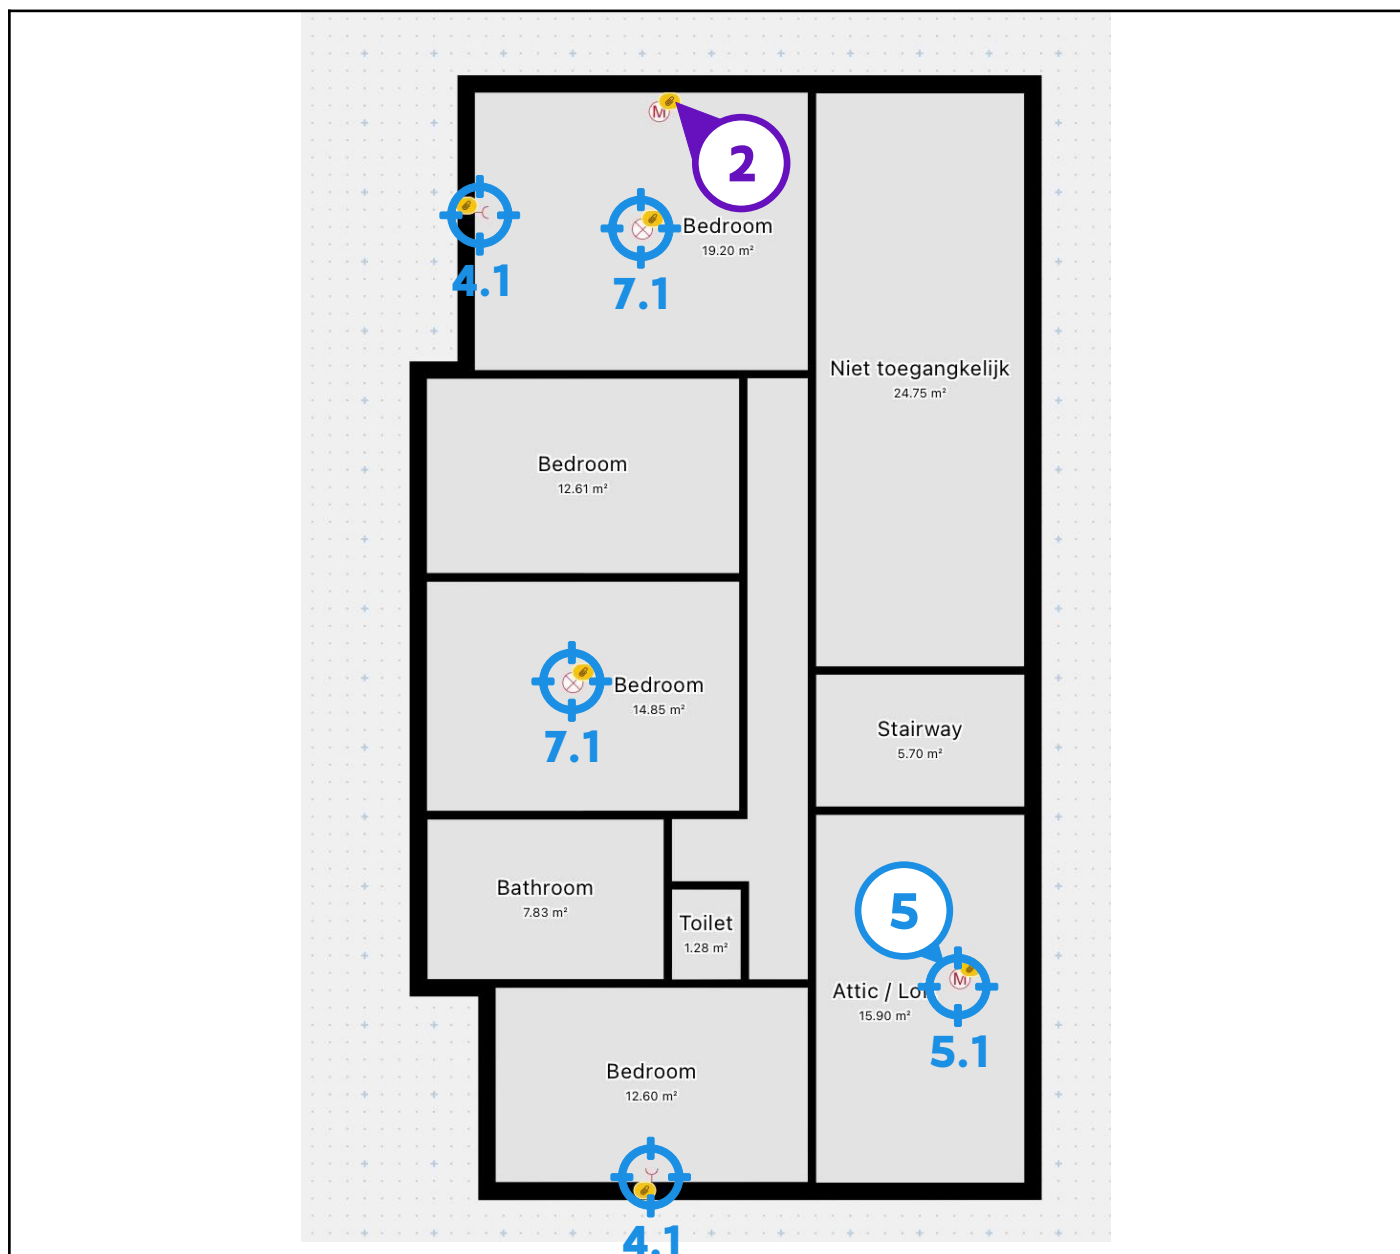 M
2
4.1
7.1
Bedroom
19.20 m²
Niet toegangkelijk
24.75 m²
Bedroom
12.61 m²
7.1
Bedroom
14.85 m²
Stairway
5.70 m²
Bathroom
7.83 m²
Toilet
1.28 m²
5
M
Attic / Lo
15.90 m²
5.1
Bedroom
12.60 m²
4.1